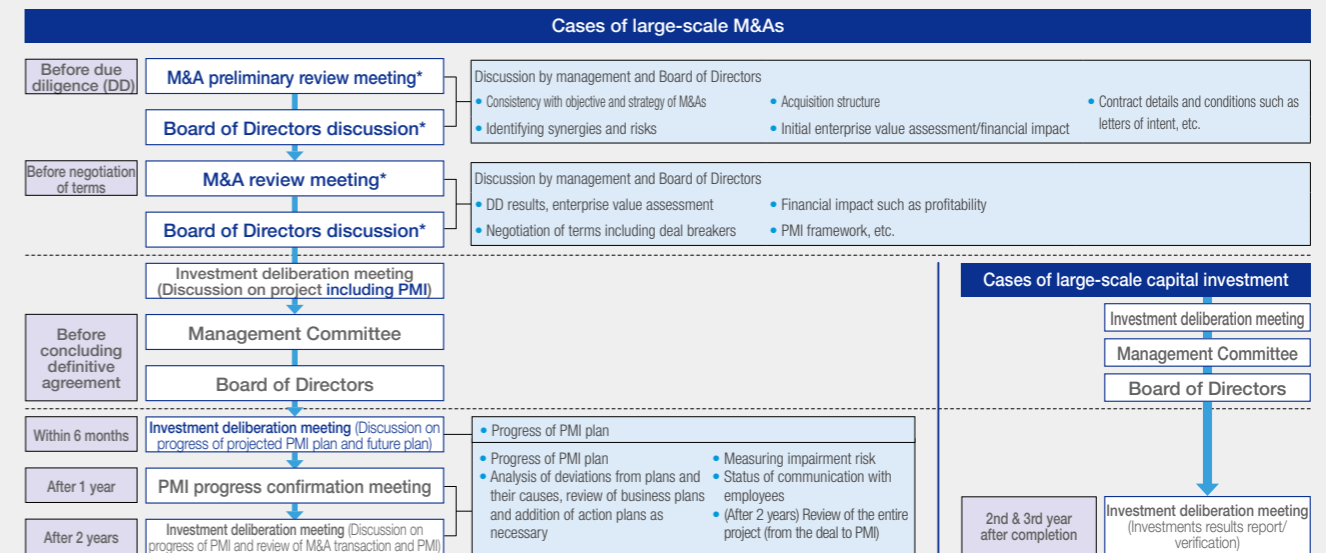 Cases of large-scale M&As
Before due
diligence (DD)
M&A preliminary review meeting*
Board of Directors discussion*
Discussion by management and Board of Directors
• Consistency with objective and strategy of M&As
• Identifying synergies and risks
• Acquisition structure
• Initial enterprise value assessment/financial impact
• Contract details and conditions such as
letters of intent, etc.
Before negotiation
of terms
M&A review meeting*
Board of Directors discussion*
Discussion by management and Board of Directors
• DD results, enterprise value assessment
• Negotiation of terms including deal breakers
• Financial impact such as profitability
• PMI framework, etc.
Investment deliberation meeting
(Discussion on project including PMI)
Before
concluding
definitive
agreement
Management Committee
Board of Directors
Within 6 months
Investment deliberation meeting (Discussion on
progress of projected PMI plan and future plan)
• Progress of PMI plan
After 1 year
PMI progress confirmation meeting
After 2 years
Investment deliberation meeting (Discussion on
progress of PMI and review of M&A transaction and PMI)
• Progress of PMI plan
• Analysis of deviations from plans and
their causes, review of business plans
and addition of action plans as
necessary
• Measuring impairment risk
• Status of communication with
employees
• (After 2 years) Review of the entire
project (from the deal to PMI)
Cases of large-scale capital investment
Investment deliberation meeting
Management Committee
Board of Directors
2nd & 3rd year
after completion
Investment deliberation meeting
(Investments results report/
verification)